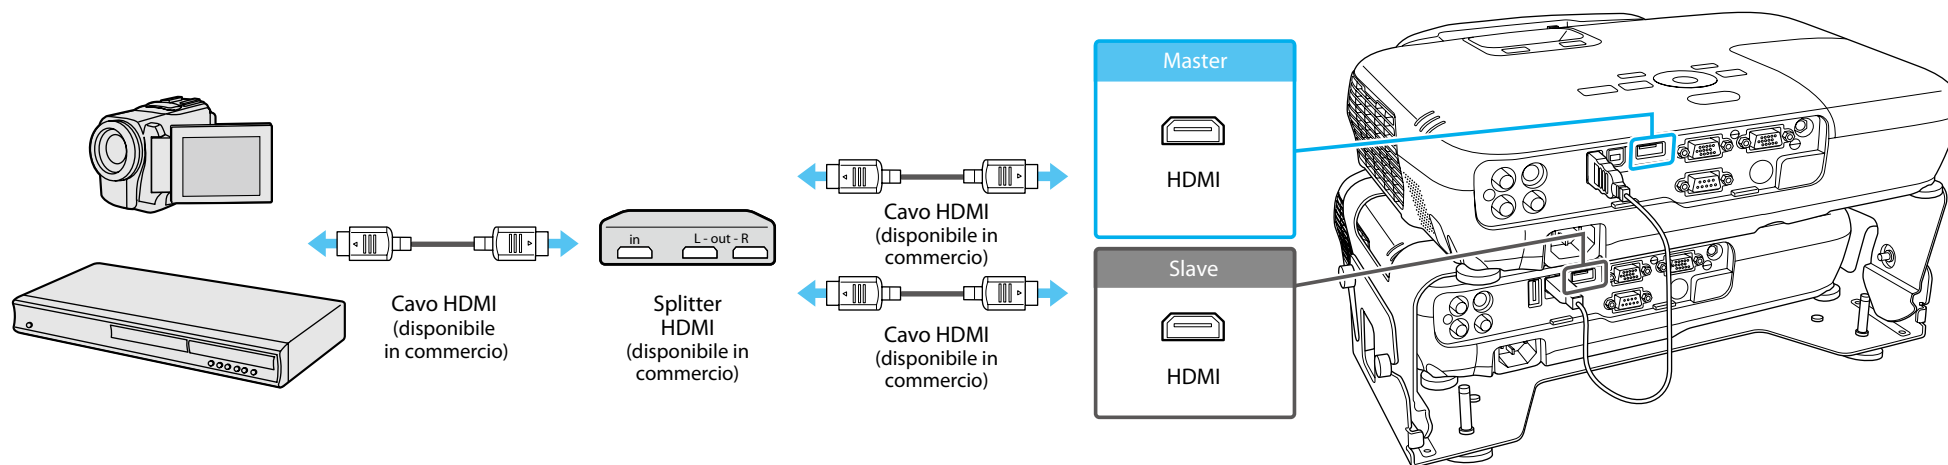 Cavo HDMI
(disponibile
in commercio)
in
L - out - R
Splitter
HDMI
(disponibile in
commercio)
Cavo HDMI
(disponibile in
commercio)
Cavo HDMI
(disponibile in
commercio)
Master
HDMI
Slave
HDMI